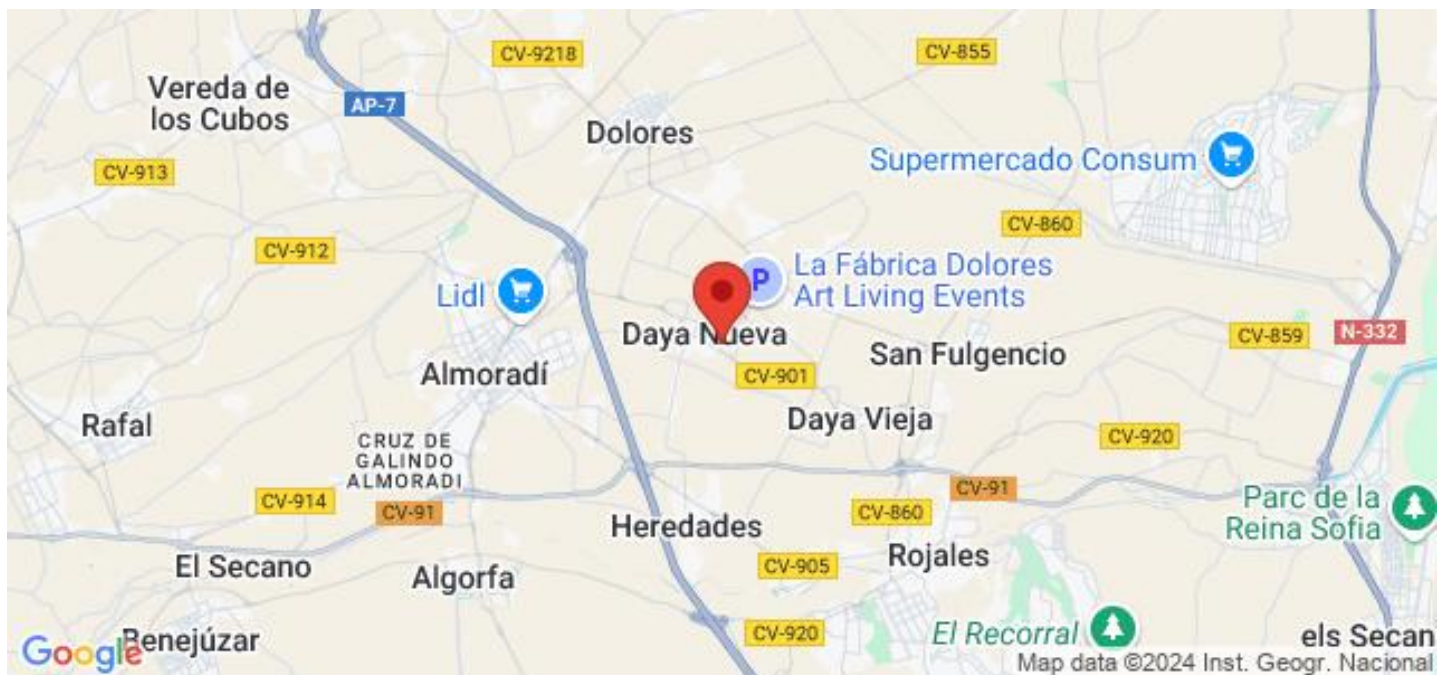 CV-9218
CV-855
Vereda de
los Cubos
AP-7
Dolores
Supermercado Consum
CV-913
CV-860
CV-912
La Fábrica Dolores
Art Living Events
P
Lidl
Daya Nueva
San Fulgencio
CV-859
N-332
Almoradí
CV-901
Rafal
Daya Vieja
CV-920
CRUZ DE
GALINDO
ALMORADI
CV-914
CV-91
CV-91
CV-860
Parc de la
Reina Sofia
Heredades
El Secano
Algorfa
CV-905
Rojales
CV-920
El Recorral
els Secan
Google
Benejúzar
Map data ©2024 Inst. Geogr. Nacional